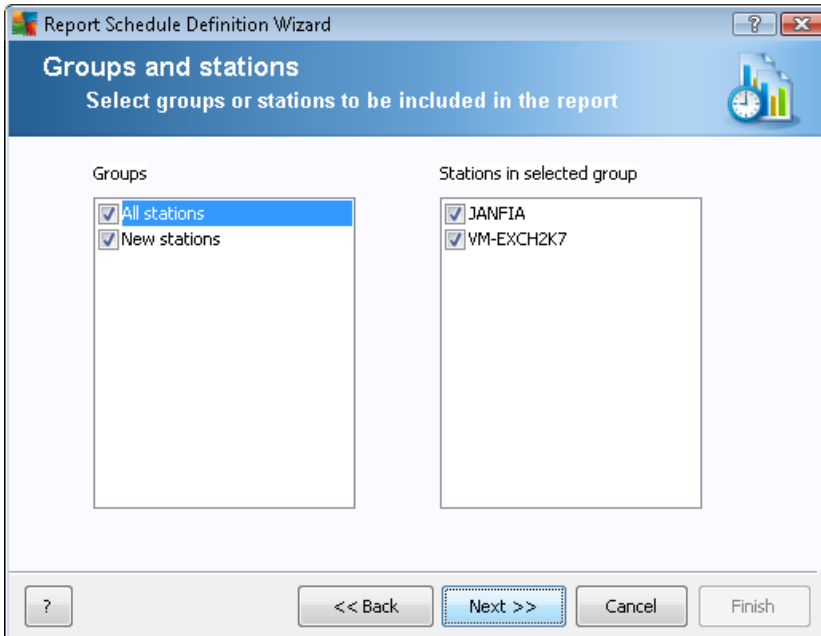 Report Schedule Definition Wizard
?
Groups and stations
Select groups or stations to be included in the report
Groups
Stations in selected group
All stations
New stations
JANFIA
VM-EXCH2K7
?
<< Back
Next >>
Cancel
Finish